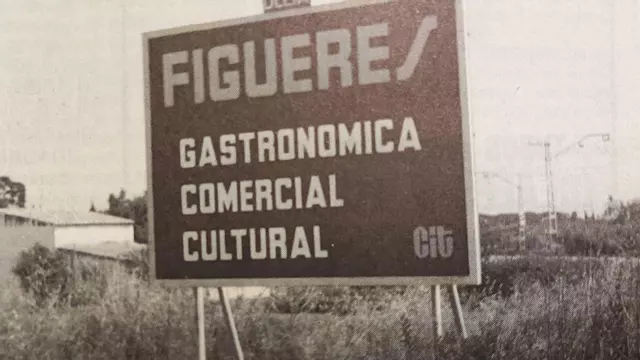 FIGUERES
GASTRONOMICA
COMERCIAL
CULTURAL
Cit